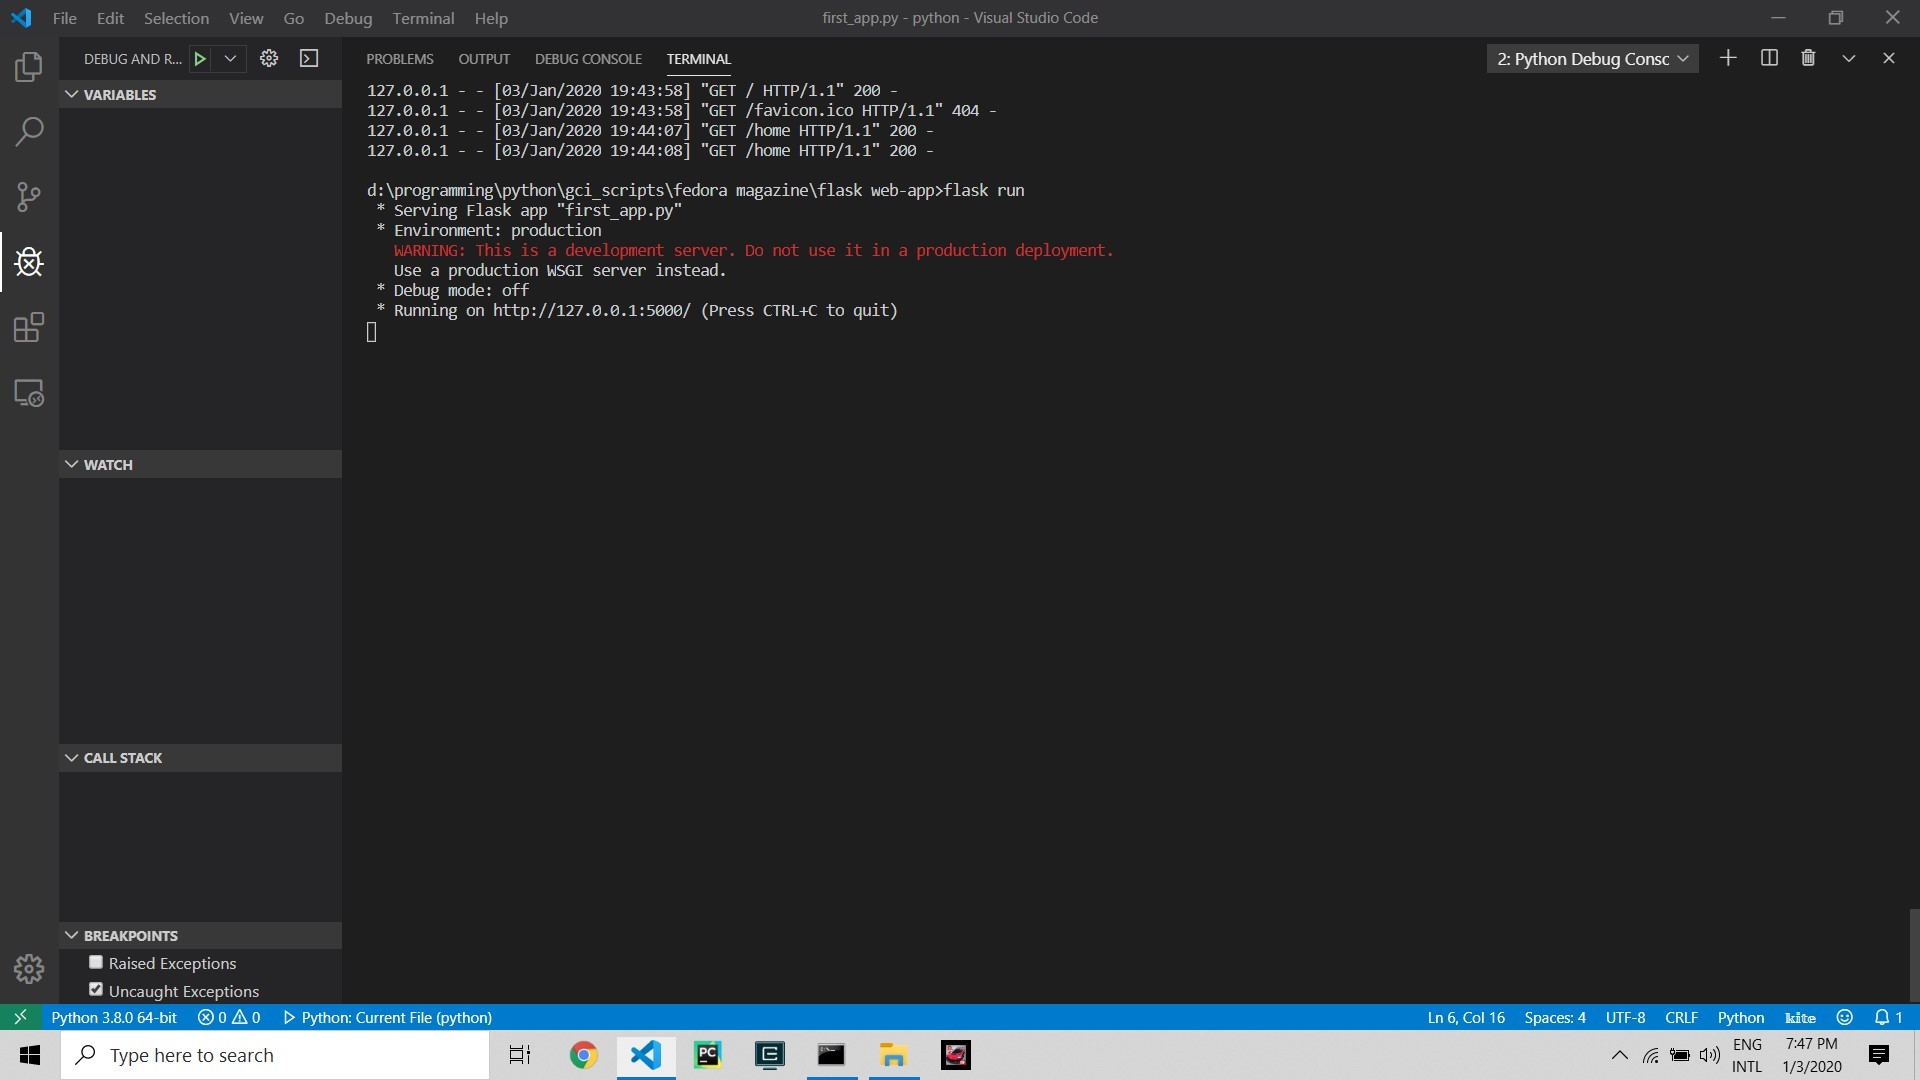 File Edit Selection View Go Debug Terminal Help
first_app.py - python - Visual Studio Code
DEBUG AND R...
PROBLEMS OUTPUT DEBUG CONSOLE TERMINAL
2: Python Debug Consc
VARIABLES
WATCH
CALL STACK
BREAKPOINTS
Raised Exceptions
Uncaught Exceptions
127.0.0.1 - - [03/Jan/2020 19:43:58] "GET / HTTP/1.1" 200 -
127.0.0.1 - - [03/Jan/2020 19:43:58] "GET /favicon.ico HTTP/1.1" 404 -
127.0.0.1 - - [03/Jan/2020 19:44:07] "GET /home HTTP/1.1" 200 -
127.0.0.1 - - [03/Jan/2020 19:44:08] "GET /home HTTP/1.1" 200 -
d:\programming\python\gci_scripts\fedora magazine\flask web-app>flask run
* Serving Flask app "first_app.py"
* Environment: production
WARNING: This is a development server. Do not use it in a production deployment.
Use a production WSGI server instead.
* Debug mode: off
* Running on http://127.0.0.1:5000/ (Press CTRL+C to quit)
Python 3.8.0 64-bit 0 0 Python: Current File (python)
Ln 6, Col 16 Spaces: 4 UTF-8 CRLF Python kite 1
Type here to search
PC
ENG
INTL
7:47 PM
1/3/2020